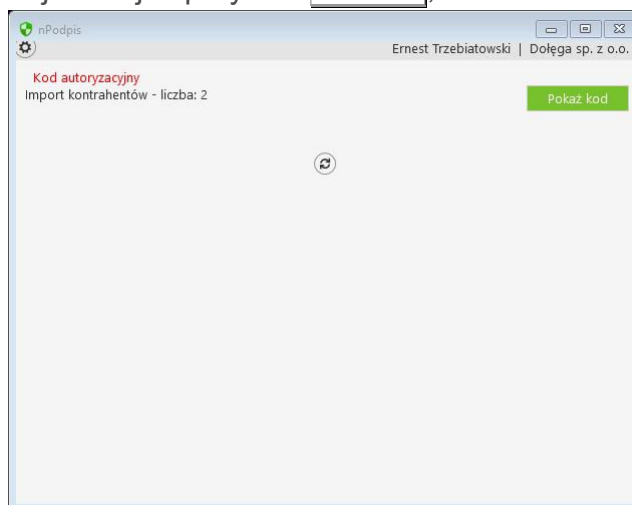 nPodpis
Ernest Trzebiatowski | Dołęga sp. z o.o.
Kod autoryzacyjny
Import kontrahentów - liczba: 2
Pokaż kod